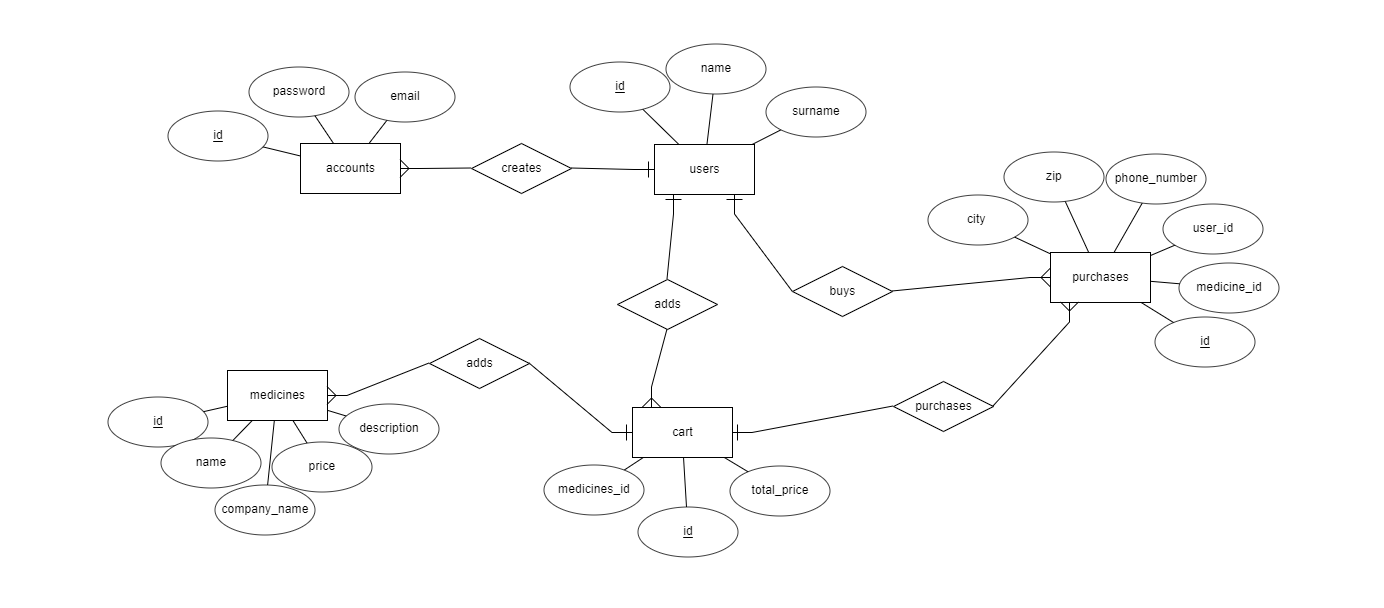 name
id
password
email
surname
id
accounts
creates
users
zip
phone_number
city
user_id
purchases
medicine_id
buys
adds
id
adds
medicines
cart
purchases
id
description
name
price
company_name
medicines_id
total_price
id